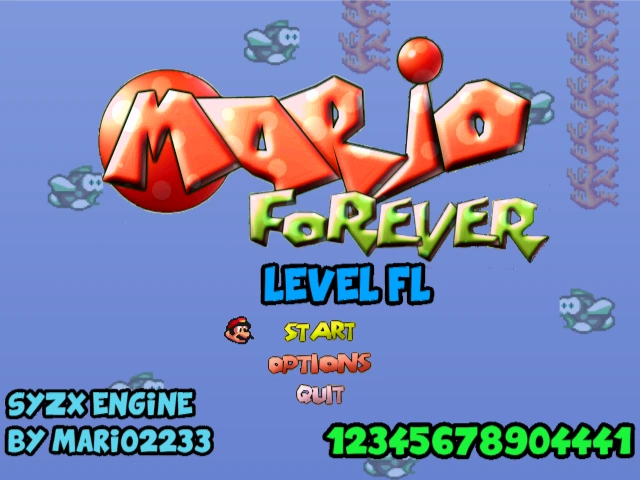 MARIO
FOREVER
LEVEL FL
START
OPTIONS
QUIT
SYZX ENGINE
BY MARIO2233
12345678904441